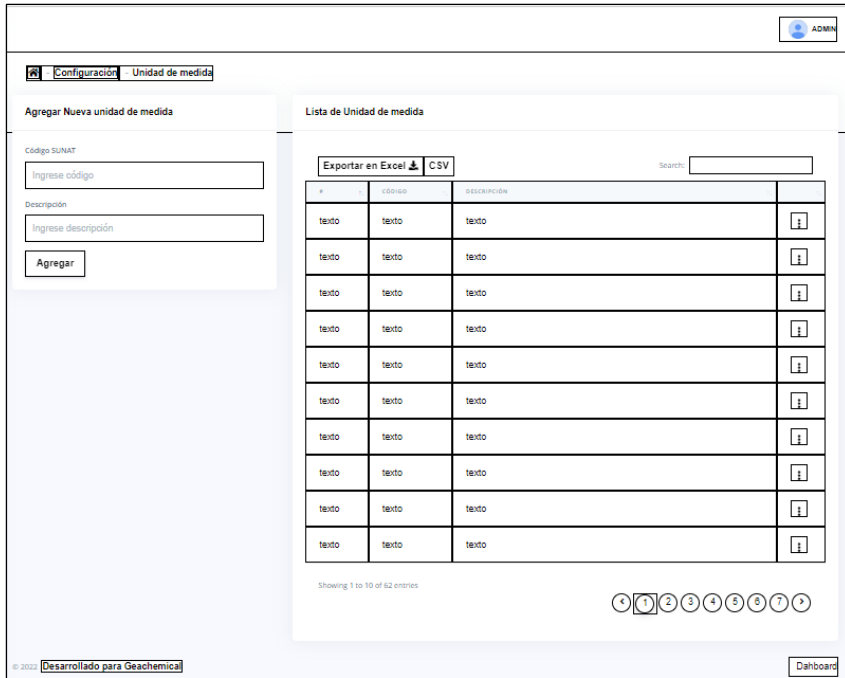 ADMIN
- Configuración - Unidad de medida
Agregar Nueva unidad de medida
Código SUNAT
Ingrese código
Descripción
Ingrese descripción
Agregar
Lista de Unidad de medida
Exportar en Excel CSV Search:
# CÓDIGO DESCRIPCIÓN
texto texto texto
texto texto texto
texto texto texto
texto texto texto
texto texto texto
texto texto texto
texto texto texto
texto texto texto
texto texto texto
texto texto texto
Showing 1 to 10 of 62 entries
< 1 2 3 4 5 6 7 >
© 2022 Desarrollado para Geachemical Dahboard